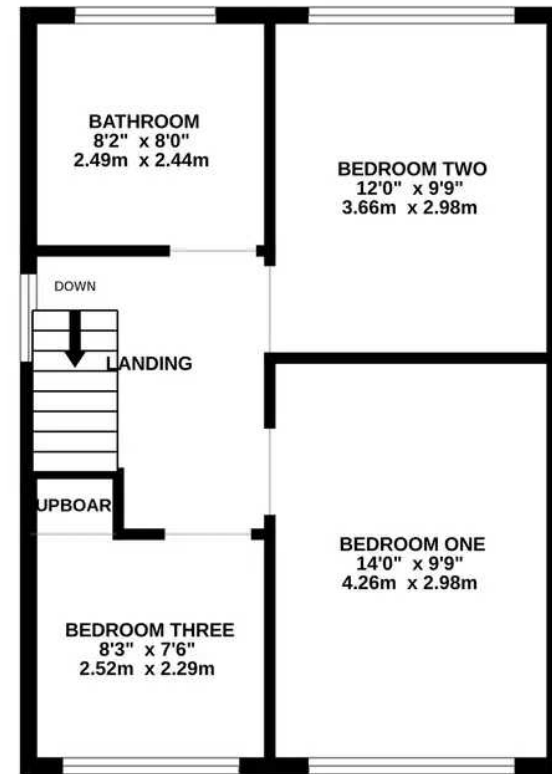 BATHROOM
8'2" x 8'0"
2.49m x 2.44m
BEDROOM TWO
12'0" x 9'9"
3.66m x 2.98m
DOWN
LANDING
UPBOAR
BEDROOM ONE
14'0" x 9'9"
4.26m x 2.98m
BEDROOM THREE
8'3" x 7'6"
2.52m x 2.29m